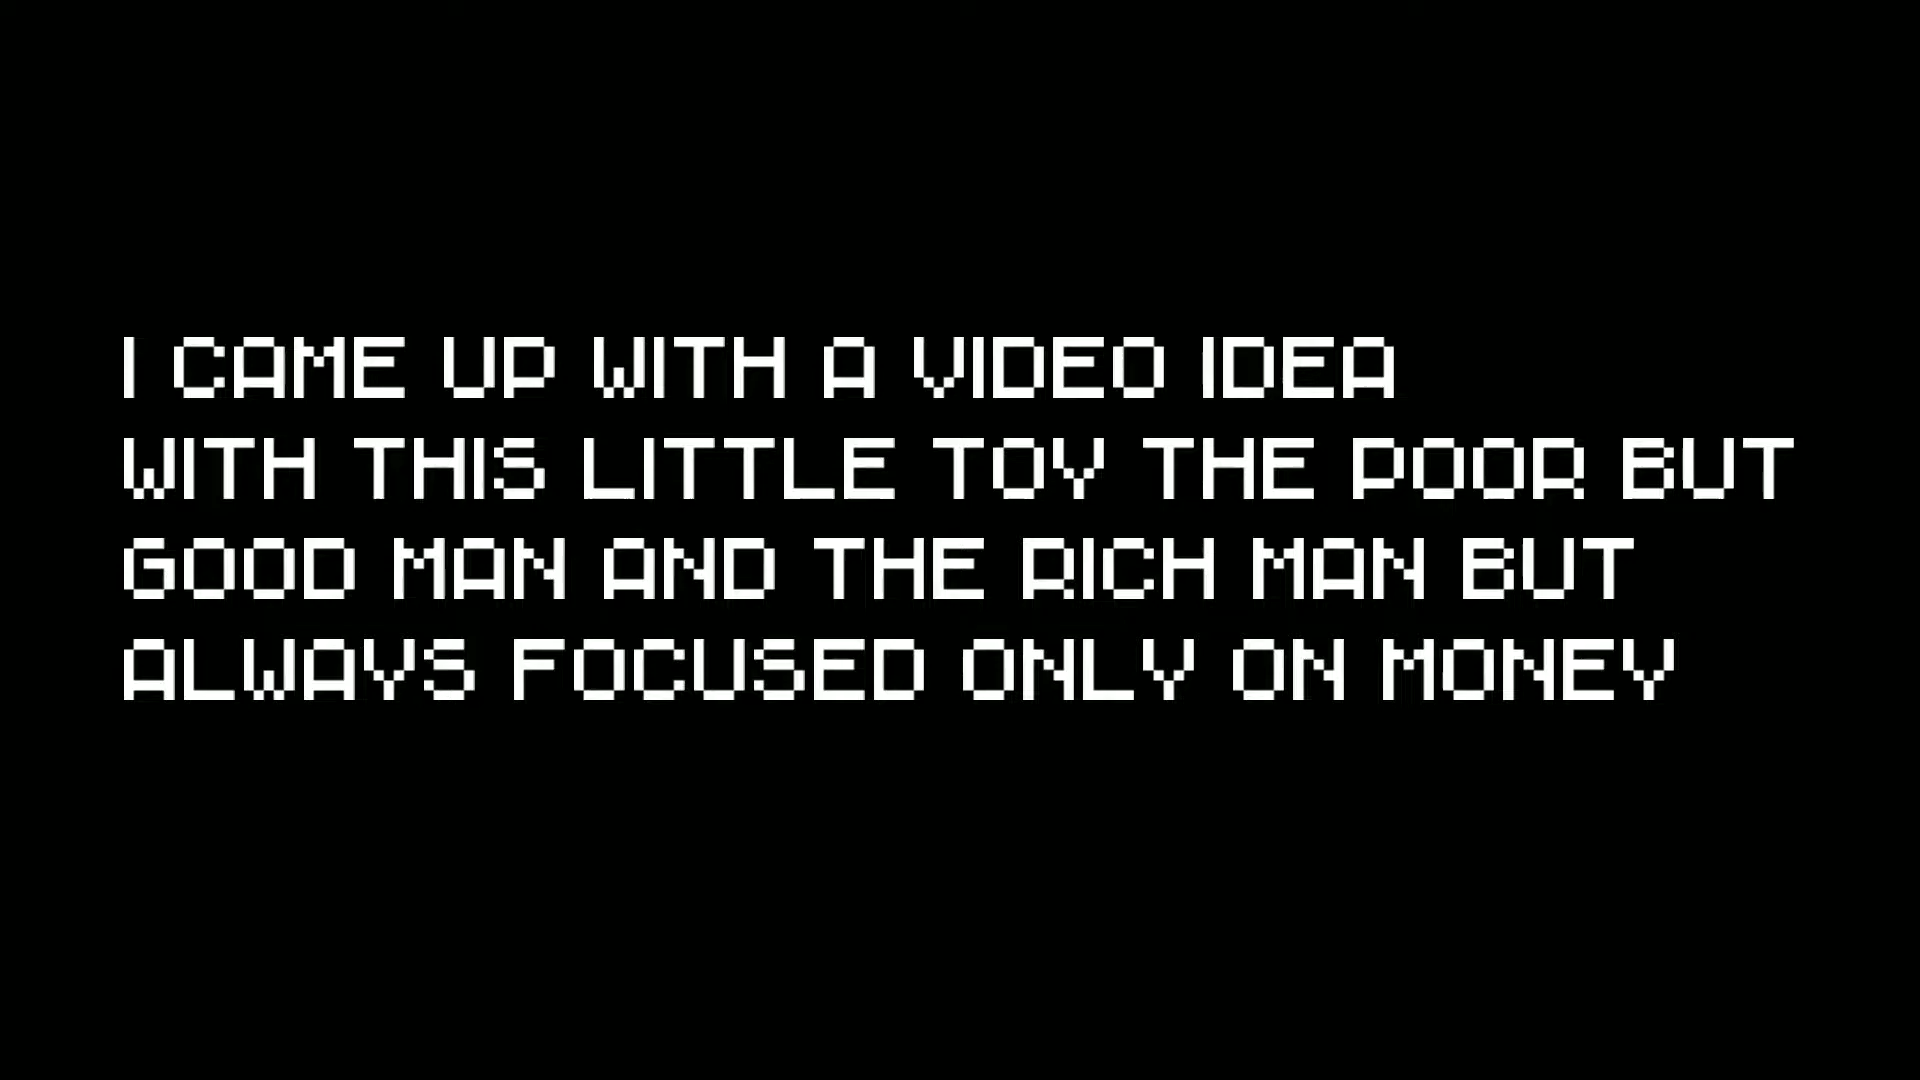 I CAME UP WITH A VIDEO IDEA
WITH THIS LITTLE TOY THE POOR BUT
GOOD MAN AND THE RICH MAN BUT
ALWAYS FOCUSED ONLY ON MONEY